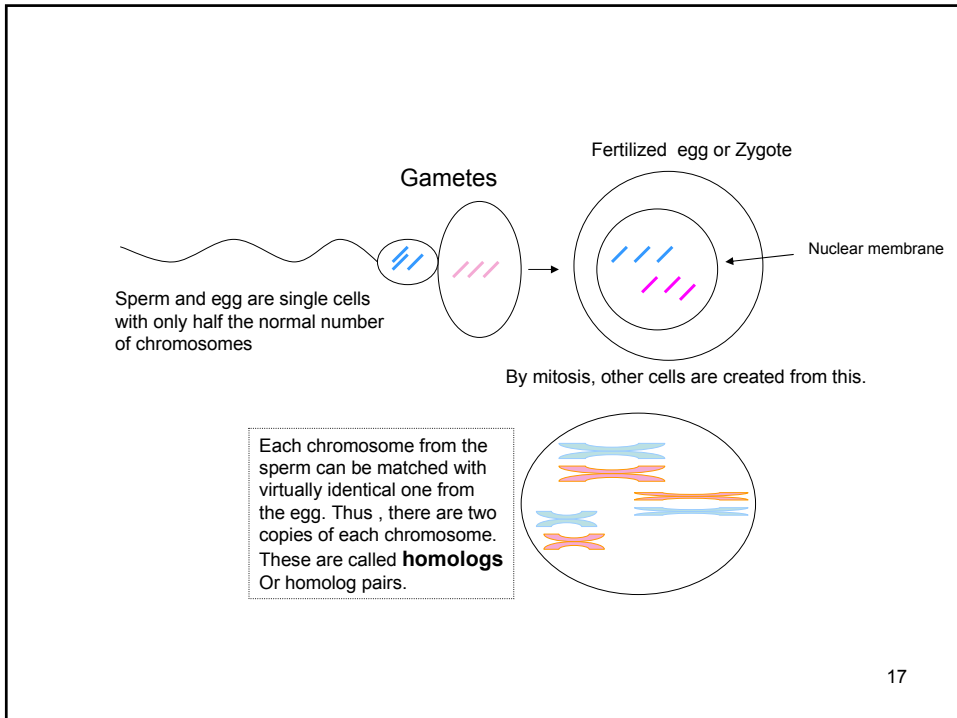 Fertilized egg or Zygote
Gametes
Nuclear membrane
Sperm and egg are single cells
with only half the normal number
of chromosomes
By mitosis, other cells are created from this.
Each chromosome from the
sperm can be matched with
virtually identical one from
the egg. Thus , there are two
copies of each chromosome.
These are called homologs
Or homolog pairs.
17